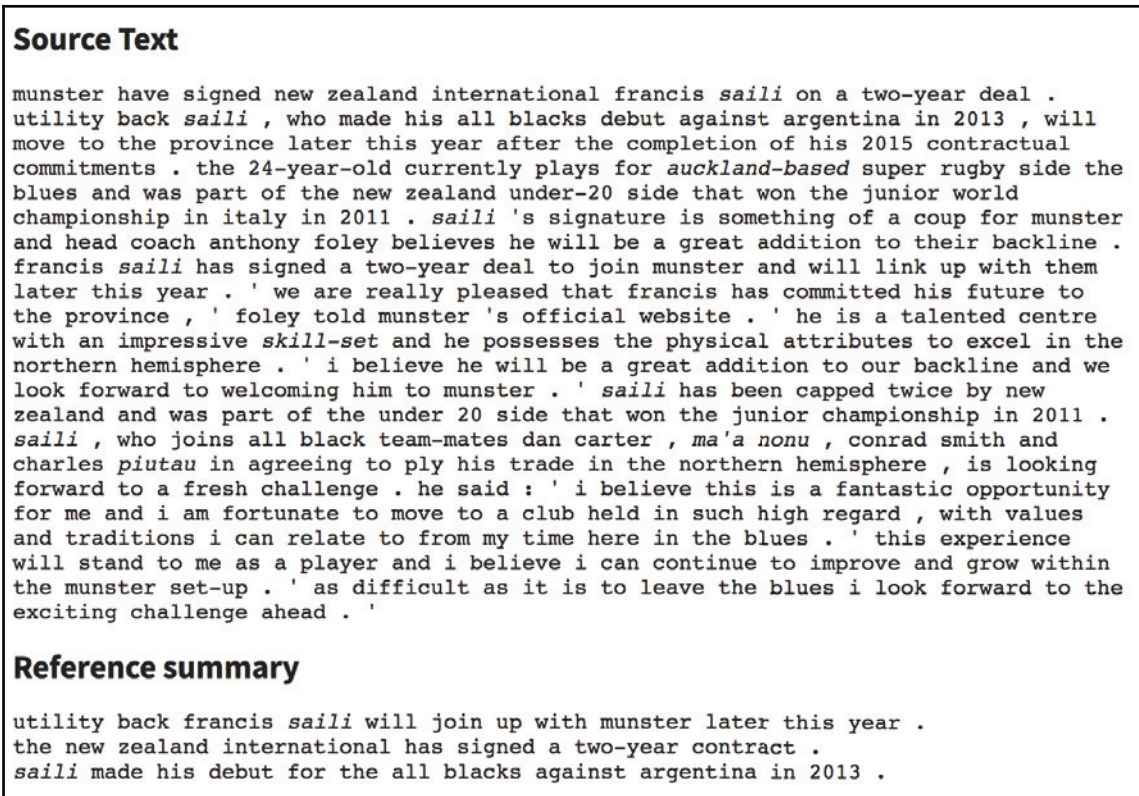 Source Text
munster have signed new zealand international francis saili on a two-year deal .
utility back saili , who made his all blacks debut against argentina in 2013 , will
move to the province later this year after the completion of his 2015 contractual
commitments . the 24-year-old currently plays for auckland-based super rugby side the
blues and was part of the new zealand under-20 side that won the junior world
championship in italy in 2011 . saili 's signature is something of a coup for munster
and head coach anthony foley believes he will be a great addition to their backline .
francis saili has signed a two-year deal to join munster and will link up with them
later this year . ' we are really pleased that francis has committed his future to
the province , ' foley told munster 's official website . ' he is a talented centre
with an impressive skill-set and he possesses the physical attributes to excel in the
northern hemisphere . ' i believe he will be a great addition to our backline and we
look forward to welcoming him to munster . ' saili has been capped twice by new
zealand and was part of the under 20 side that won the junior championship in 2011 .
saili , who joins all black team-mates dan carter , ma'a nonu , conrad smith and
charles piutau in agreeing to ply his trade in the northern hemisphere , is looking
forward to a fresh challenge . he said : ' i believe this is a fantastic opportunity
for me and i am fortunate to move to a club held in such high regard , with values
and traditions i can relate to from my time here in the blues . ' this experience
will stand to me as a player and i believe i can continue to improve and grow within
the munster set-up . ' as difficult as it is to leave the blues i look forward to the
exciting challenge ahead . '
Reference summary
utility back francis saili will join up with munster later this year .
the new zealand international has signed a two-year contract .
saili made his debut for the all blacks against argentina in 2013 .